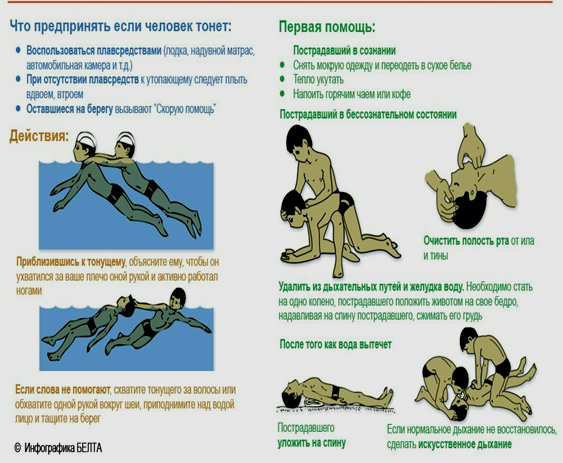 Что предпринять если человек тонет:
● Воспользоваться плавсредствами (лодка, надувной матрас,
автомобильная камера и т.д.)
● При отсутствии плавсредств к утопающему следует плыть
вдвоем, втроем
● Оставшиеся на берегу вызывают "Скорую помощь"
Действия:
Приблизившись к тонущему, объясните ему, чтобы он
ухватился за ваше плечо оной рукой и активно работал
ногами
Если слова не помогают, схватите тонущего за волосы или
обхватите одной рукой вокруг шеи, приподнимите над водой
лицо и тащите на берег
© Инфографика БЕЛТА
Первая помощь:
Пострадавший в сознании
● Снять мокрую одежду и переодеть в сухое белье
● Тепло укутать
● Напоить горячим чаем или кофе
Пострадавший в бессознательном состоянии
Очистить полость рта от ила
и тины
Удалить из дыхательных путей и желудка воду. Необходимо стать
на одно колено, пострадавшего положить животом на свое бедро,
надавливая на спину пострадавшего, сжимать его грудь
После того как вода вытечет
Пострадавшего
уложить на спину
Если нормальное дыхание не восстановилось,
сделать искусственное дыхание